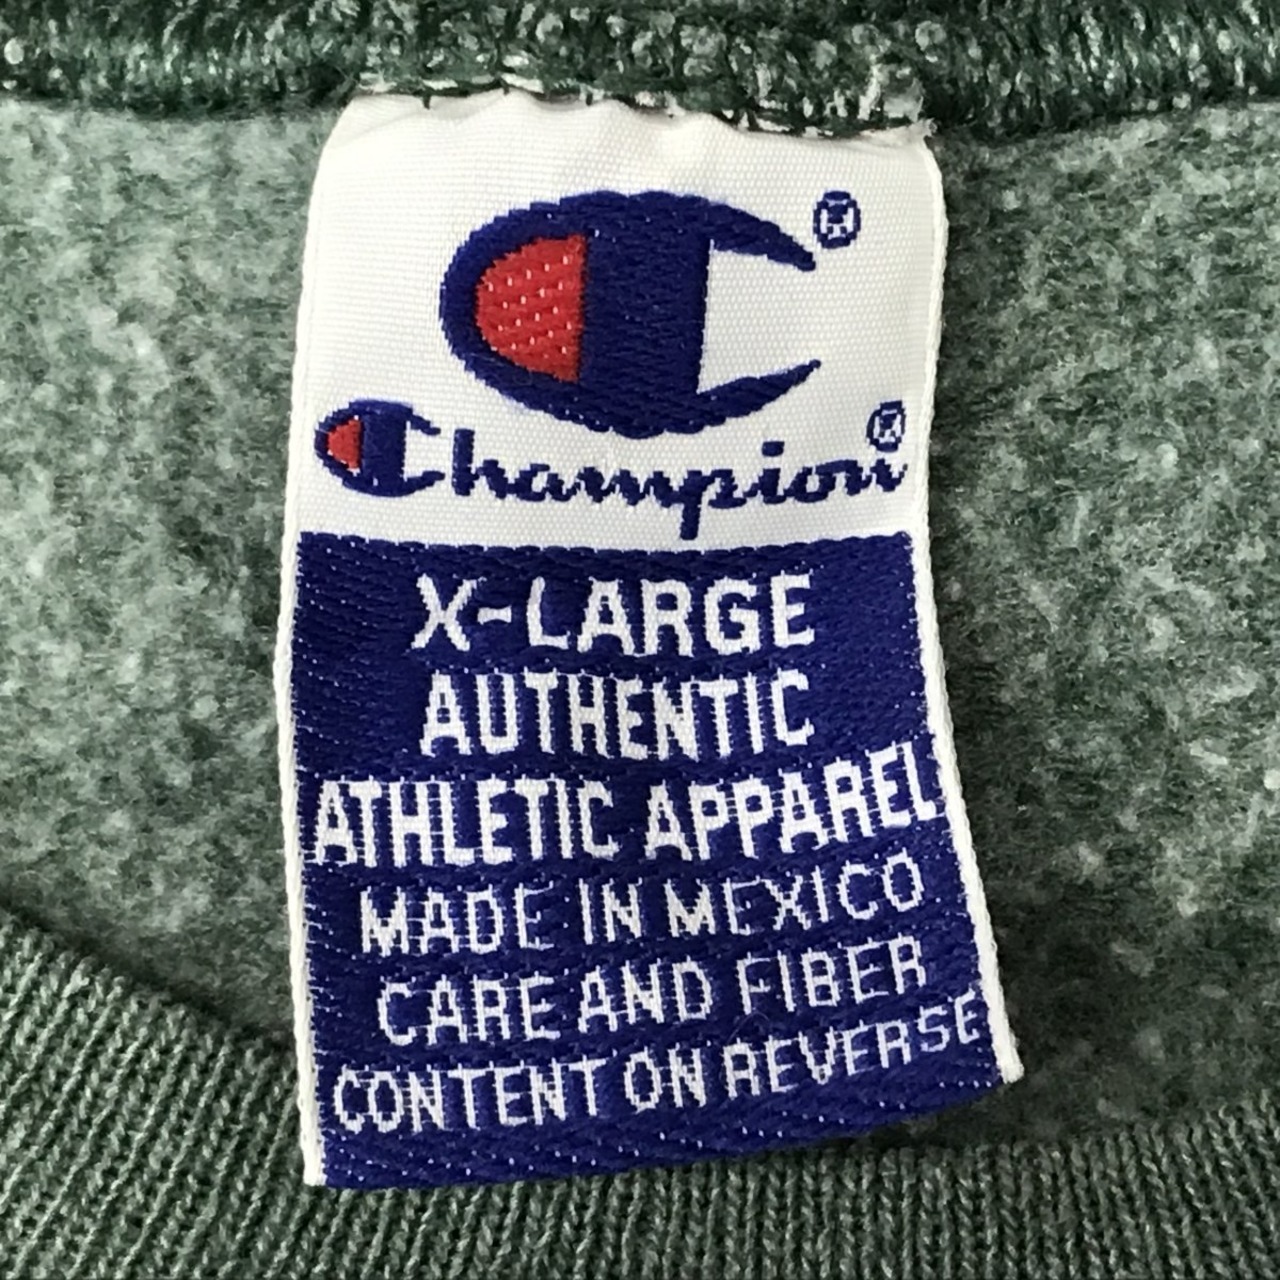 C®
Champion®
X-LARGE
AUTHENTIC
ATHLETIC APPAREL
MADE IN MEXICO
CARE AND FIBER
CONTENT ON REVERSE